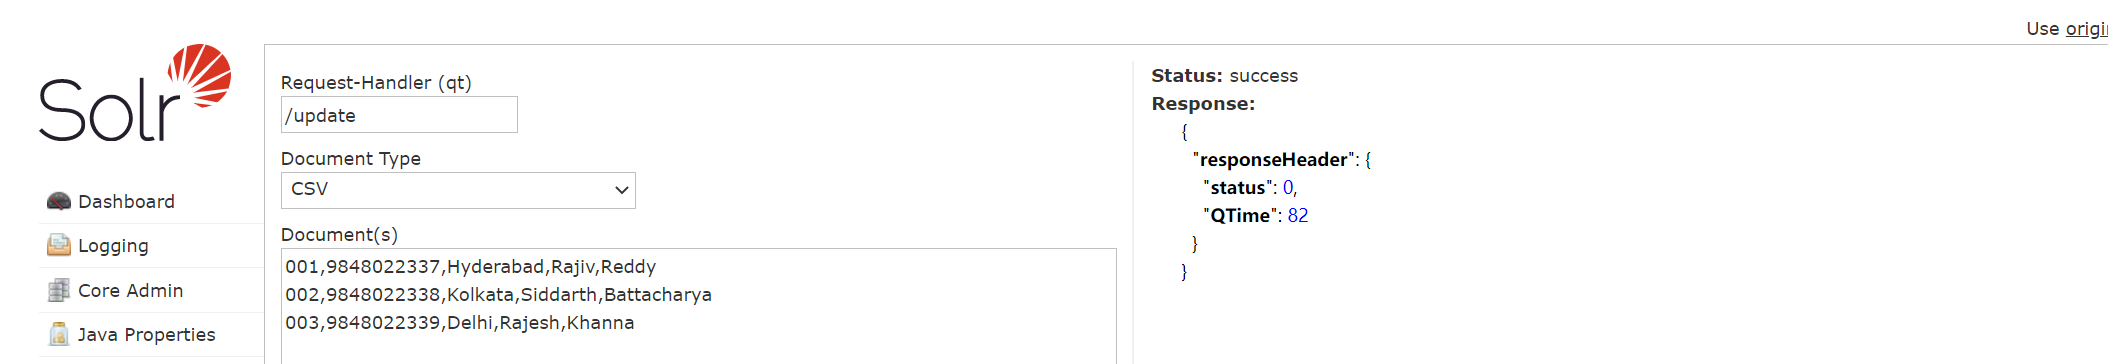 Use origi
Solr
Dashboard
Logging
Core Admin
Java Properties
Request-Handler (qt)
/update
Document Type
CSV
Document(s)
001,9848022337,Hyderabad,Rajiv,Reddy
002,9848022338,Kolkata,Siddarth,Battacharya
003,9848022339,Delhi,Rajesh,Khanna
Status: success
Response:
{
"responseHeader": {
"status": 0,
"QTime": 82
}
}